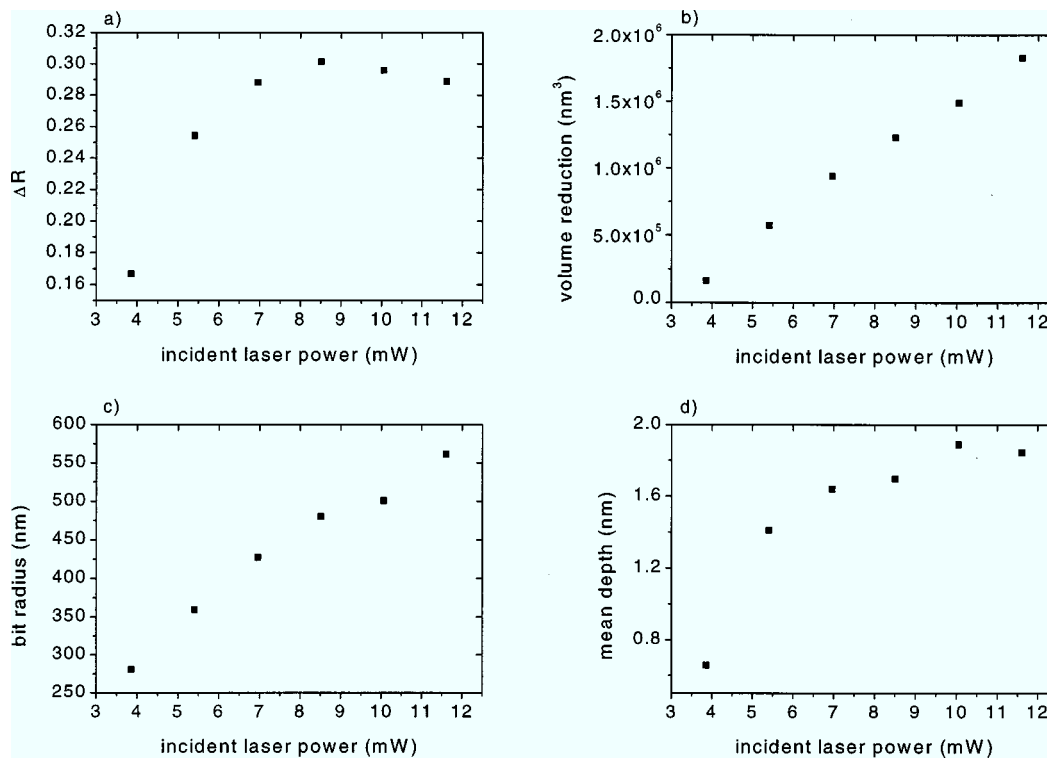 a)
0.32
0.30
0.28
0.26
0.24
0.22
0.20
0.18
0.16
ΔR
3 4 5 6 7 8 9 10 11 12
incident laser power (mW)
b)
2.0x10⁶
1.5x10⁶
1.0x10⁶
5.0x10⁵
0.0
volume reduction (nm³)
3 4 5 6 7 8 9 10 11 12
incident laser power (mW)
c)
600
550
500
450
400
350
300
250
bit radius (nm)
3 4 5 6 7 8 9 10 11 12
incident laser power (mW)
d)
2.0
1.6
1.2
0.8
mean depth (nm)
3 4 5 6 7 8 9 10 11 12
incident laser power (mW)